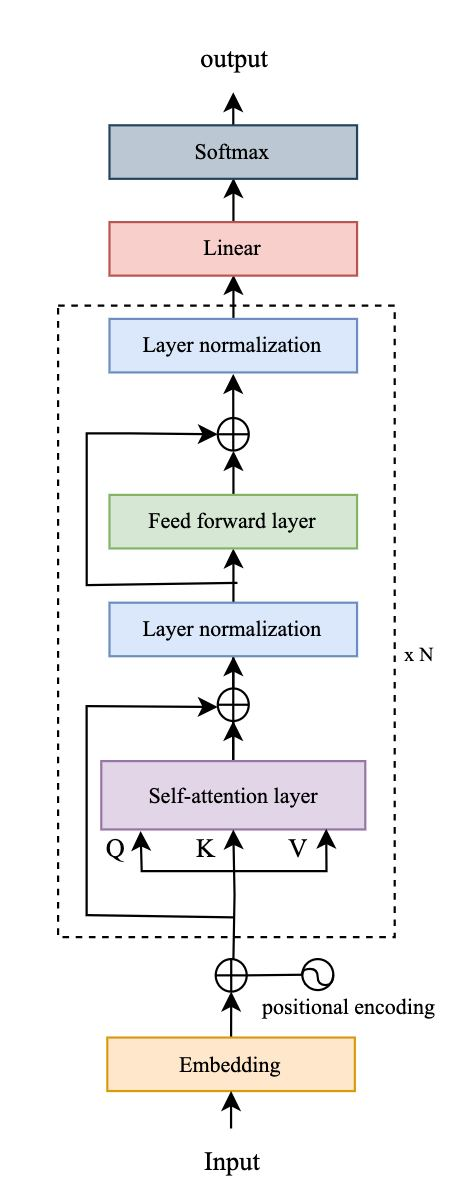 output
Softmax
Linear
Layer normalization
Feed forward layer
Layer normalization
x N
Self-attention layer
Q K V
positional encoding
Embedding
Input